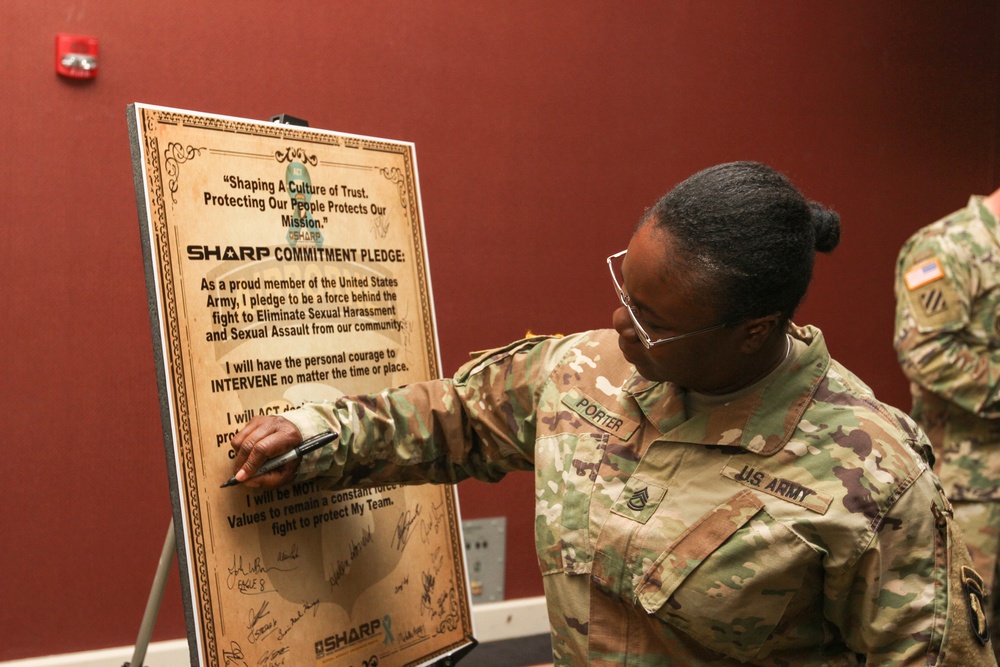 ACT
"Shaping A Culture of Trust.
Protecting Our People Protects Our
Mission."
SHARP
SHARP COMMITMENT PLEDGE:
As a proud member of the United States
Army, I pledge to be a force behind the
fight to Eliminate Sexual Harassment
and Sexual Assault from our community.
I will have the personal courage to
INTERVENE no matter the time or place.
I will ACT
I will be
Values to remain a constant force
fight to protect My Team.
EAGLE 8
SHARP
PORTER
U.S. ARMY